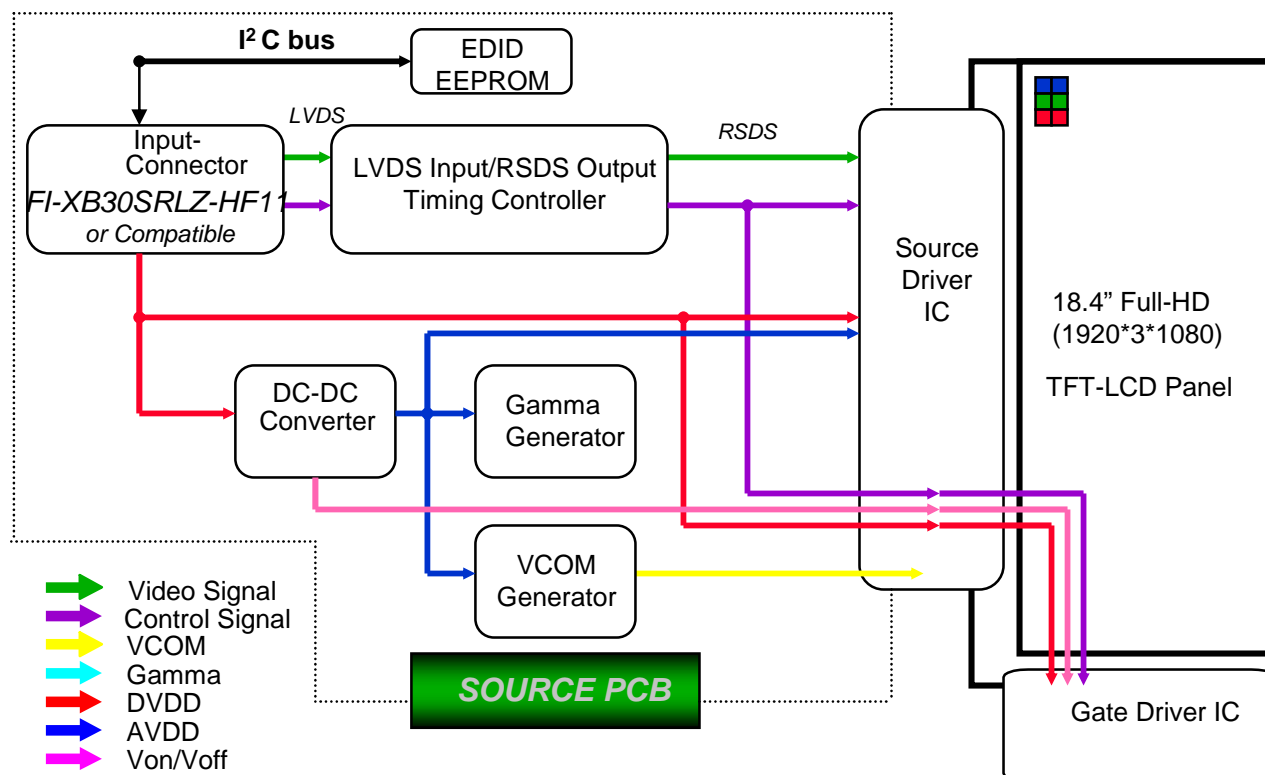 I² C bus
EDID
EEPROM
LVDS
RSDS
Input-
Connector
FI-XB30SRLZ-HF11
or Compatible
LVDS Input/RSDS Output
Timing Controller
Source
Driver
IC
18.4” Full-HD
(1920*3*1080)
TFT-LCD Panel
DC-DC
Converter
Gamma
Generator
VCOM
Generator
Video Signal
Control Signal
VCOM
Gamma
DVDD
AVDD
Von/Voff
SOURCE PCB
Gate Driver IC